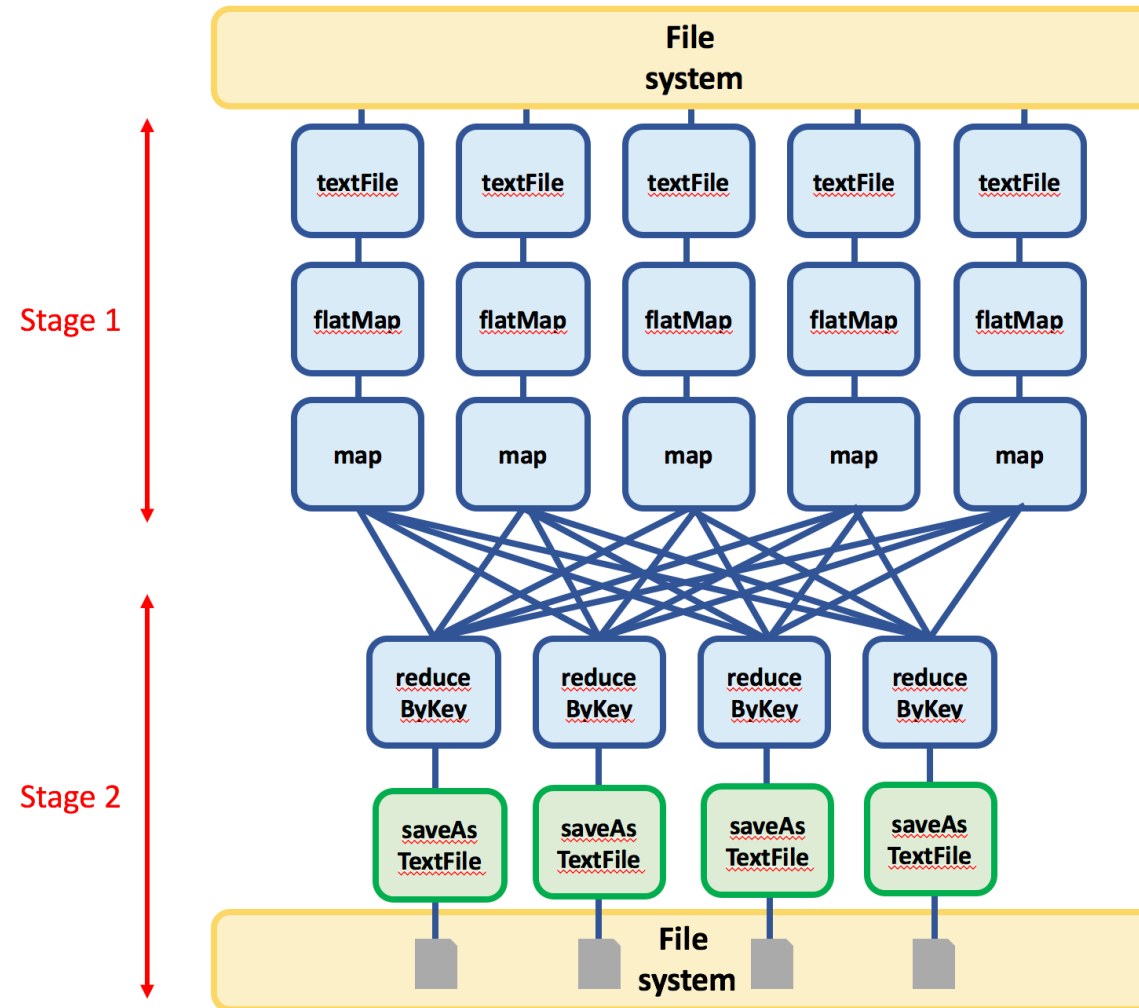 File
system
textFile textFile textFile textFile textFile
Stage 1
flatMap flatMap flatMap flatMap flatMap
map map map map map
reduce reduce reduce reduce
ByKey ByKey ByKey ByKey
Stage 2
saveAs saveAs saveAs saveAs
TextFile TextFile TextFile TextFile
File
system